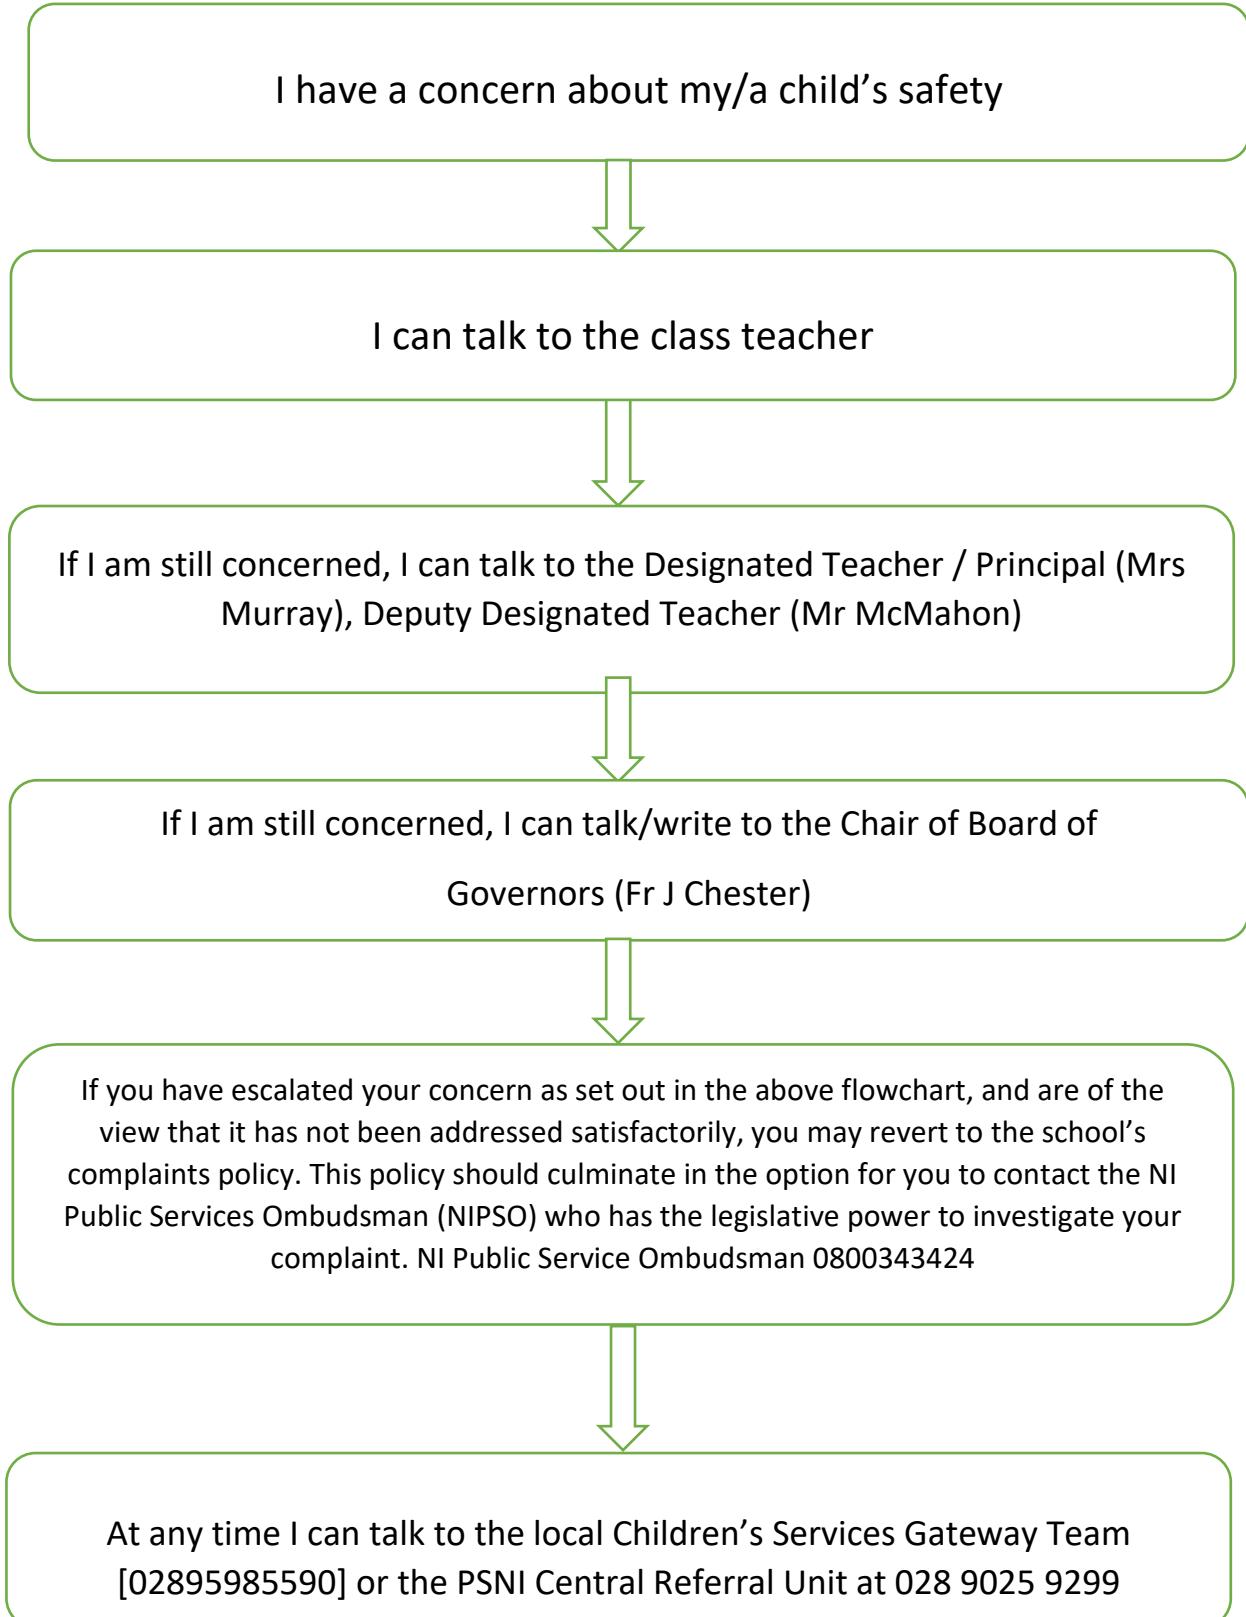 I have a concern about my/a child’s safety
I can talk to the class teacher
If I am still concerned, I can talk to the Designated Teacher / Principal (Mrs
Murray), Deputy Designated Teacher (Mr McMahon)
If I am still concerned, I can talk/write to the Chair of Board of
Governors (Fr J Chester)
If you have escalated your concern as set out in the above flowchart, and are of the
view that it has not been addressed satisfactorily, you may revert to the school’s
complaints policy. This policy should culminate in the option for you to contact the NI
Public Services Ombudsman (NIPSO) who has the legislative power to investigate your
complaint. NI Public Service Ombudsman 0800343424
At any time I can talk to the local Children’s Services Gateway Team
[02895985590] or the PSNI Central Referral Unit at 028 9025 9299